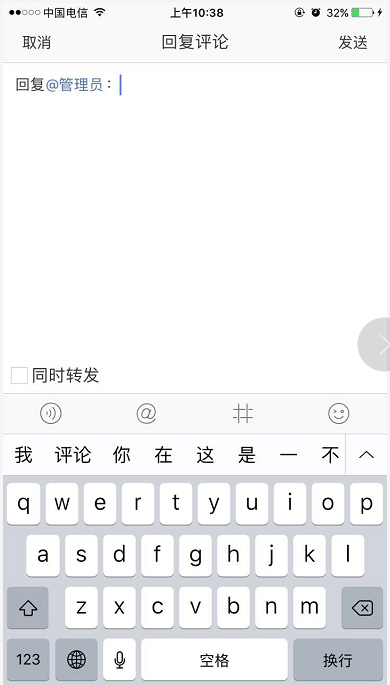 中国电信 上午10:38 32%
取消 回复评论 发送
回复@管理员：
同时转发
@
我 评论 你 在 这 是 一 不
q w e r t y u i o p
a s d f g h j k l
z x c v b n m
123 空格 换行